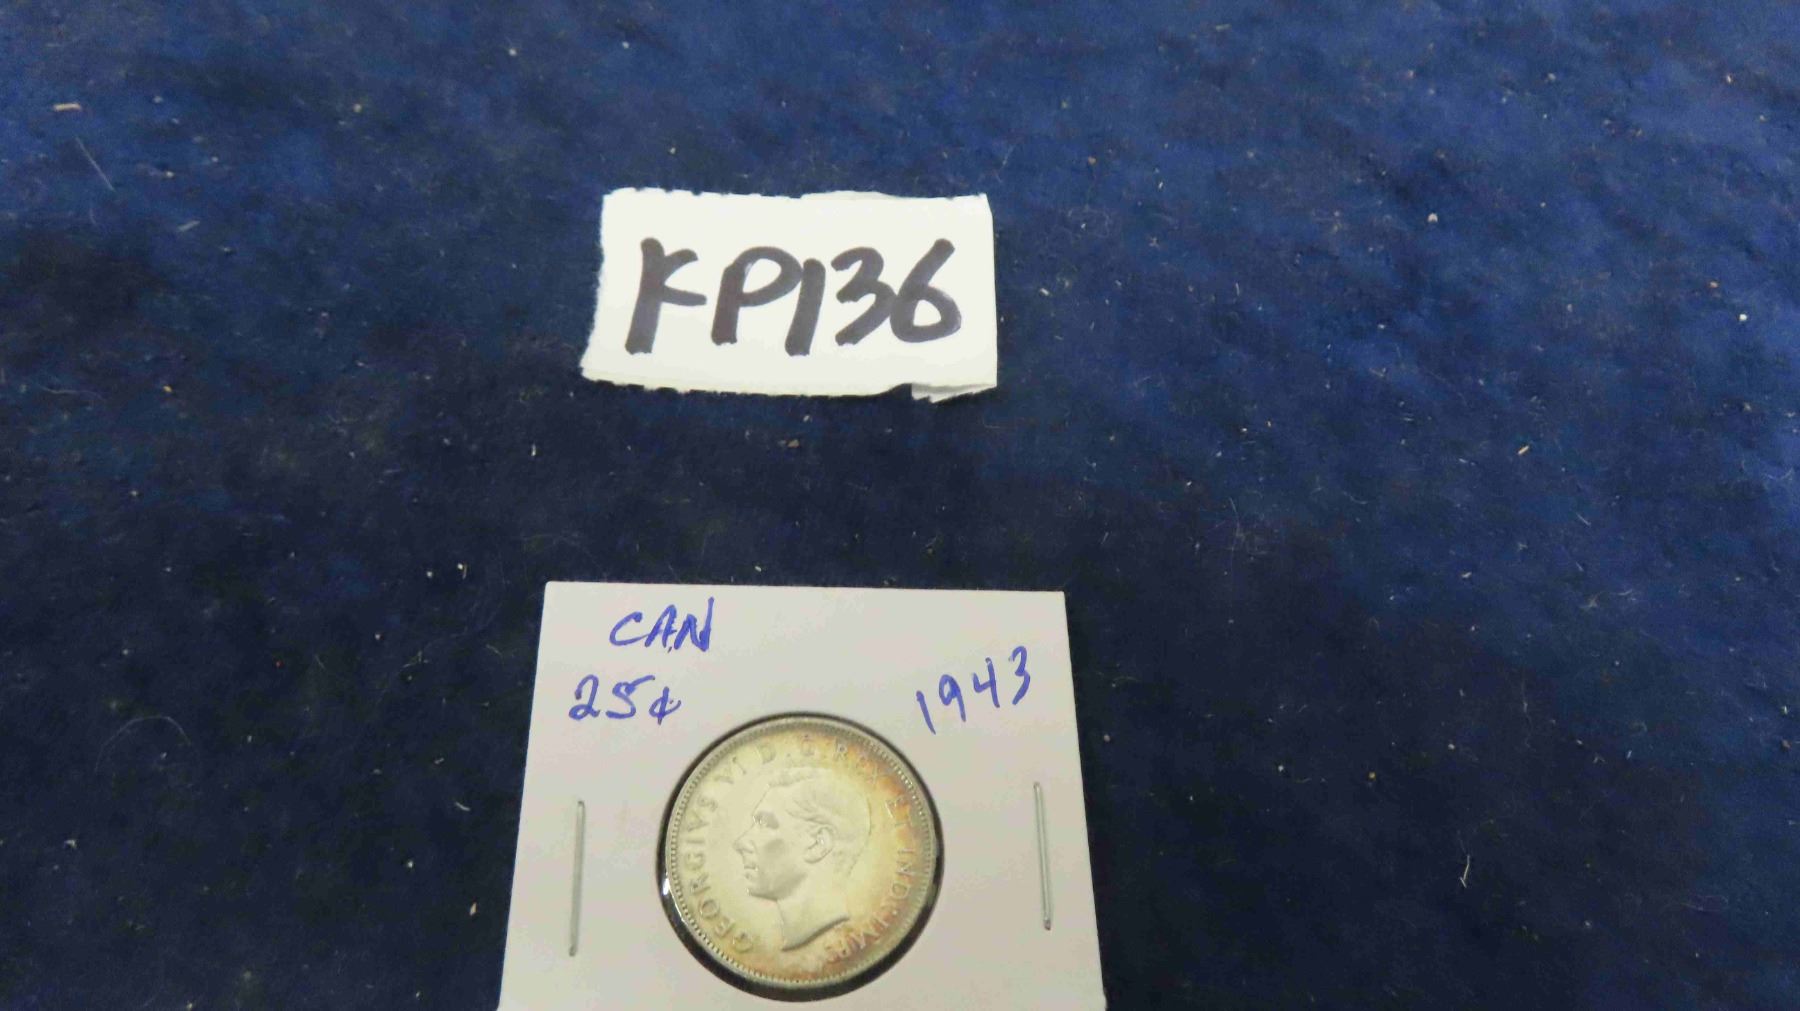 KP136
CAN
25¢
1943
GEORGIVS VI D:G:REX ET IND:IMP: